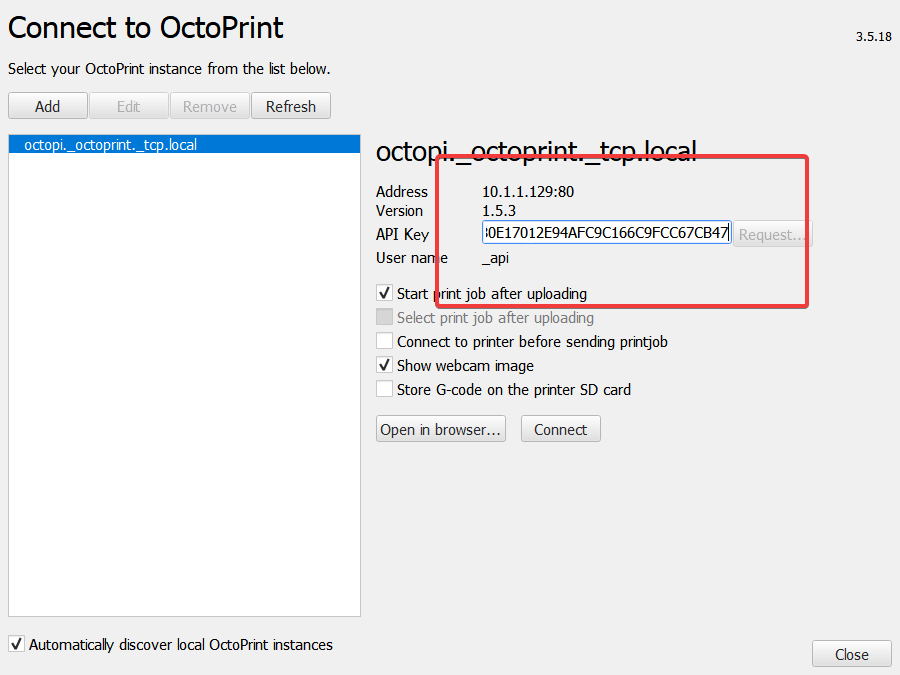 Connect to OctoPrint
3.5.18
Select your OctoPrint instance from the list below.
Add Edit Remove Refresh
octopi._octoprint._tcp.local
octopi._octoprint._tcp.local
Address 10.1.1.129:80
Version 1.5.3
API Key 0E17012E94AFC9C166C9FCC67CB47 Request...
User name _api
Start print job after uploading
Select print job after uploading
Connect to printer before sending printjob
Show webcam image
Store G-code on the printer SD card
Open in browser... Connect
Automatically discover local OctoPrint instances
Close